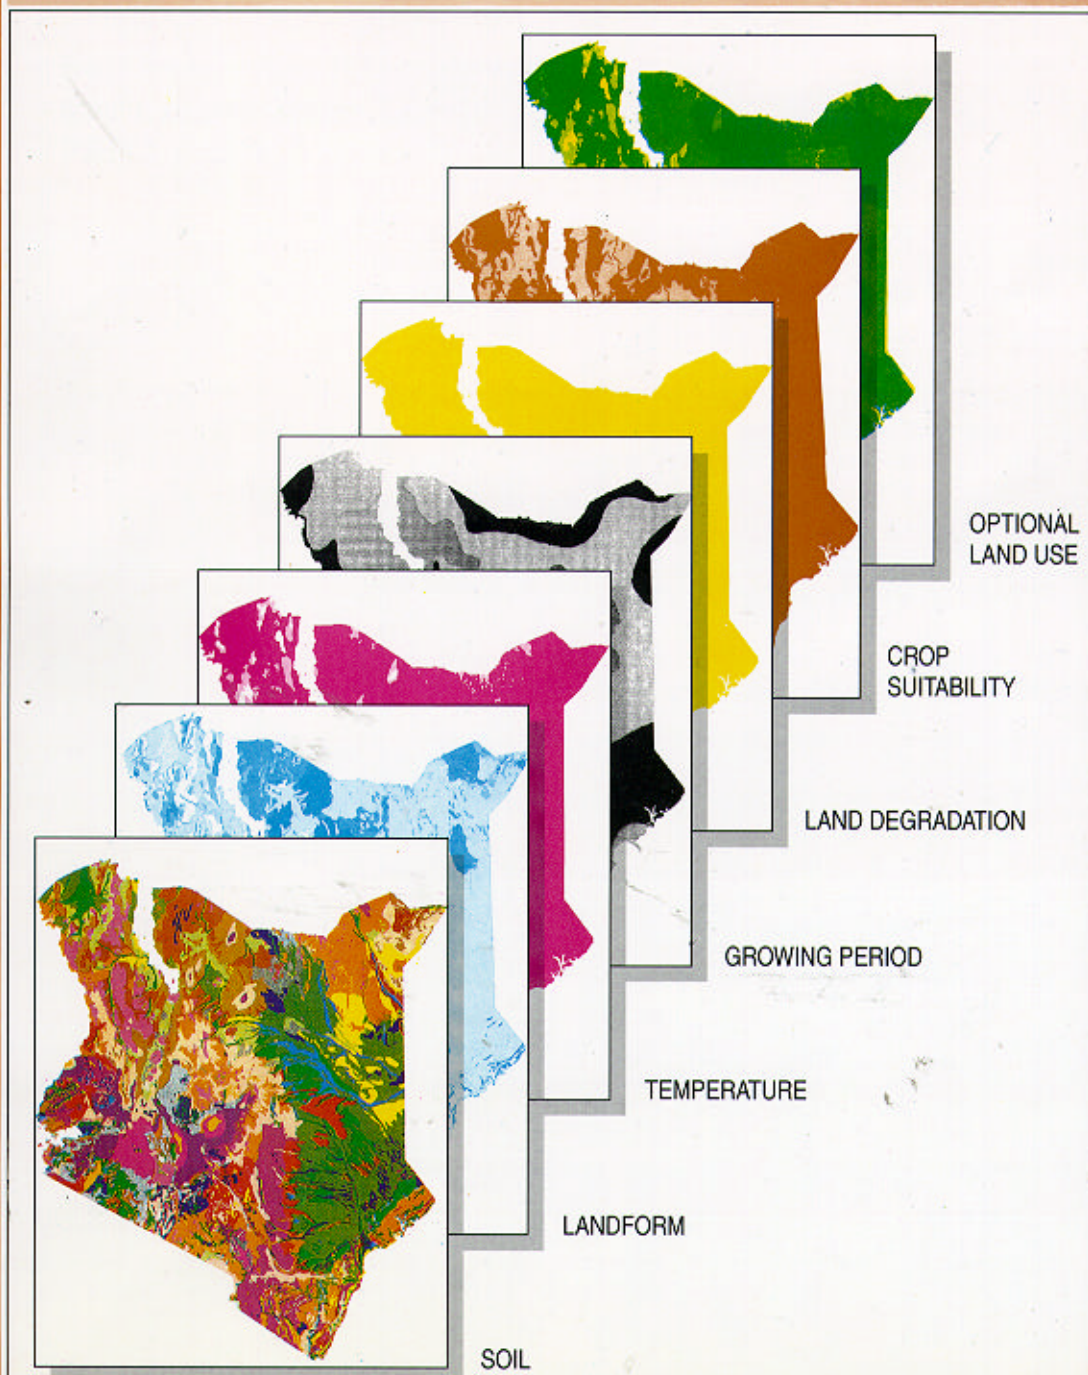 OPTIONAL
LAND USE
CROP
SUITABILITY
LAND DEGRADATION
GROWING PERIOD
TEMPERATURE
LANDFORM
SOIL